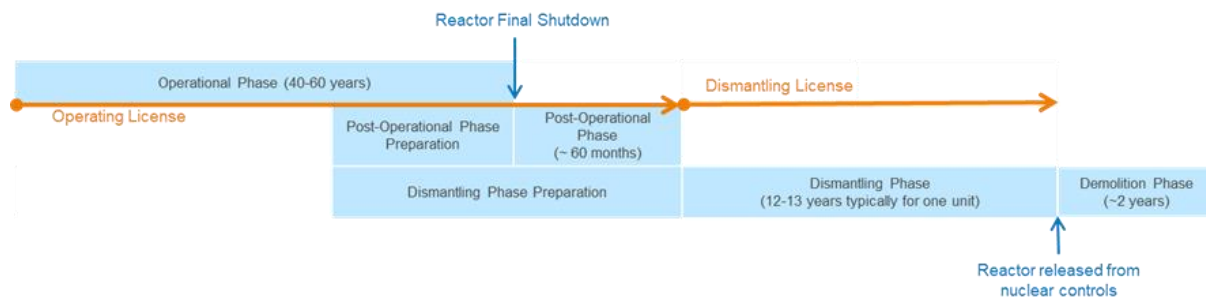 Reactor Final Shutdown
Operational Phase (40-60 years)
Operating License
Dismantling License
Post-Operational Phase
Preparation
Post-Operational
Phase
(~ 60 months)
Dismantling Phase Preparation
Dismantling Phase
(12-13 years typically for one unit)
Demolition Phase
(~2 years)
Reactor released from
nuclear controls